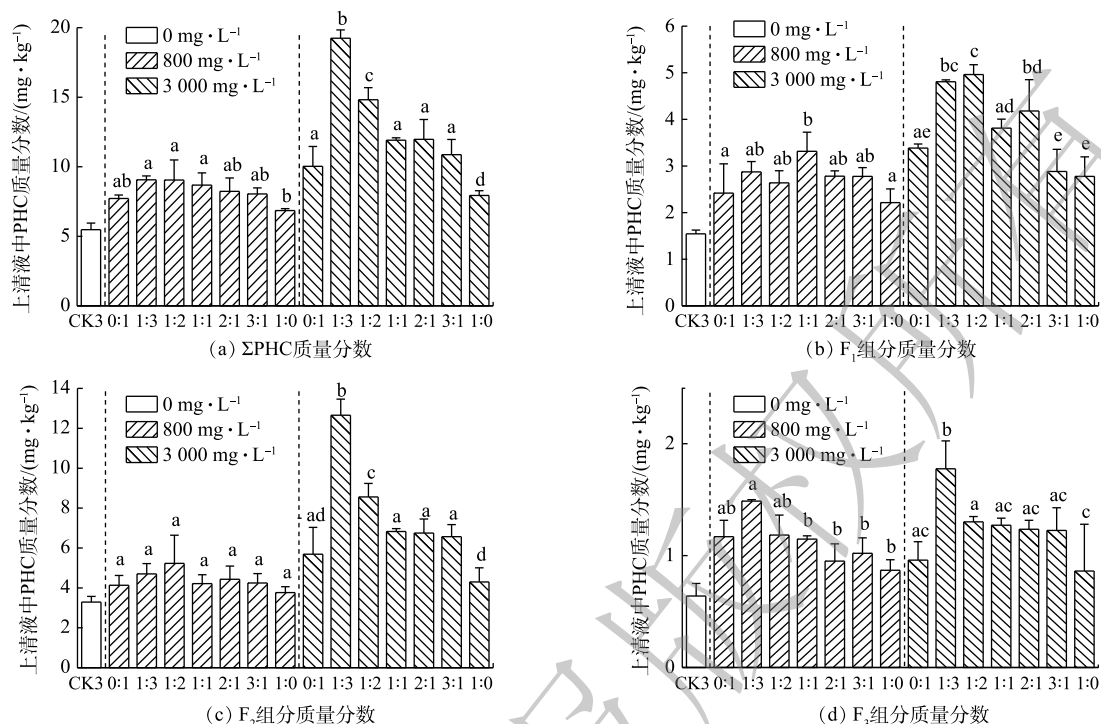 上清液中PHC质量分数/(mg·kg⁻¹)
20
15
10
5
0
0 mg·L⁻¹
800 mg·L⁻¹
3 000 mg·L⁻¹
ab a a a ab ab b a b c a a a d
CK3 0:1 1:3 1:2 1:1 2:1 3:1 1:0 0:1 1:3 1:2 1:1 2:1 3:1 1:0
(a) ΣPHC质量分数
上清液中PHC质量分数/(mg·kg⁻¹)
6
5
4
3
2
1
0
0 mg·L⁻¹
800 mg·L⁻¹
3 000 mg·L⁻¹
a ab ab b ab ab a ae bc c ad bd e e
CK3 0:1 1:3 1:2 1:1 2:1 3:1 1:0 0:1 1:3 1:2 1:1 2:1 3:1 1:0
(b) F₁组分质量分数
上清液中PHC质量分数/(mg·kg⁻¹)
14
12
10
8
6
4
2
0
0 mg·L⁻¹
800 mg·L⁻¹
3 000 mg·L⁻¹
a a a a a a a ad b c a a a d
CK3 0:1 1:3 1:2 1:1 2:1 3:1 1:0 0:1 1:3 1:2 1:1 2:1 3:1 1:0
(c) F₂组分质量分数
上清液中PHC质量分数/(mg·kg⁻¹)
2
1
0 mg·L⁻¹
800 mg·L⁻¹
3 000 mg·L⁻¹
ab a ab b b b b ac b ac ac ac ac c
CK3 0:1 1:3 1:2 1:1 2:1 3:1 1:0 0:1 1:3 1:2 1:1 2:1 3:1 1:0
(d) F₃组分质量分数
版权所有